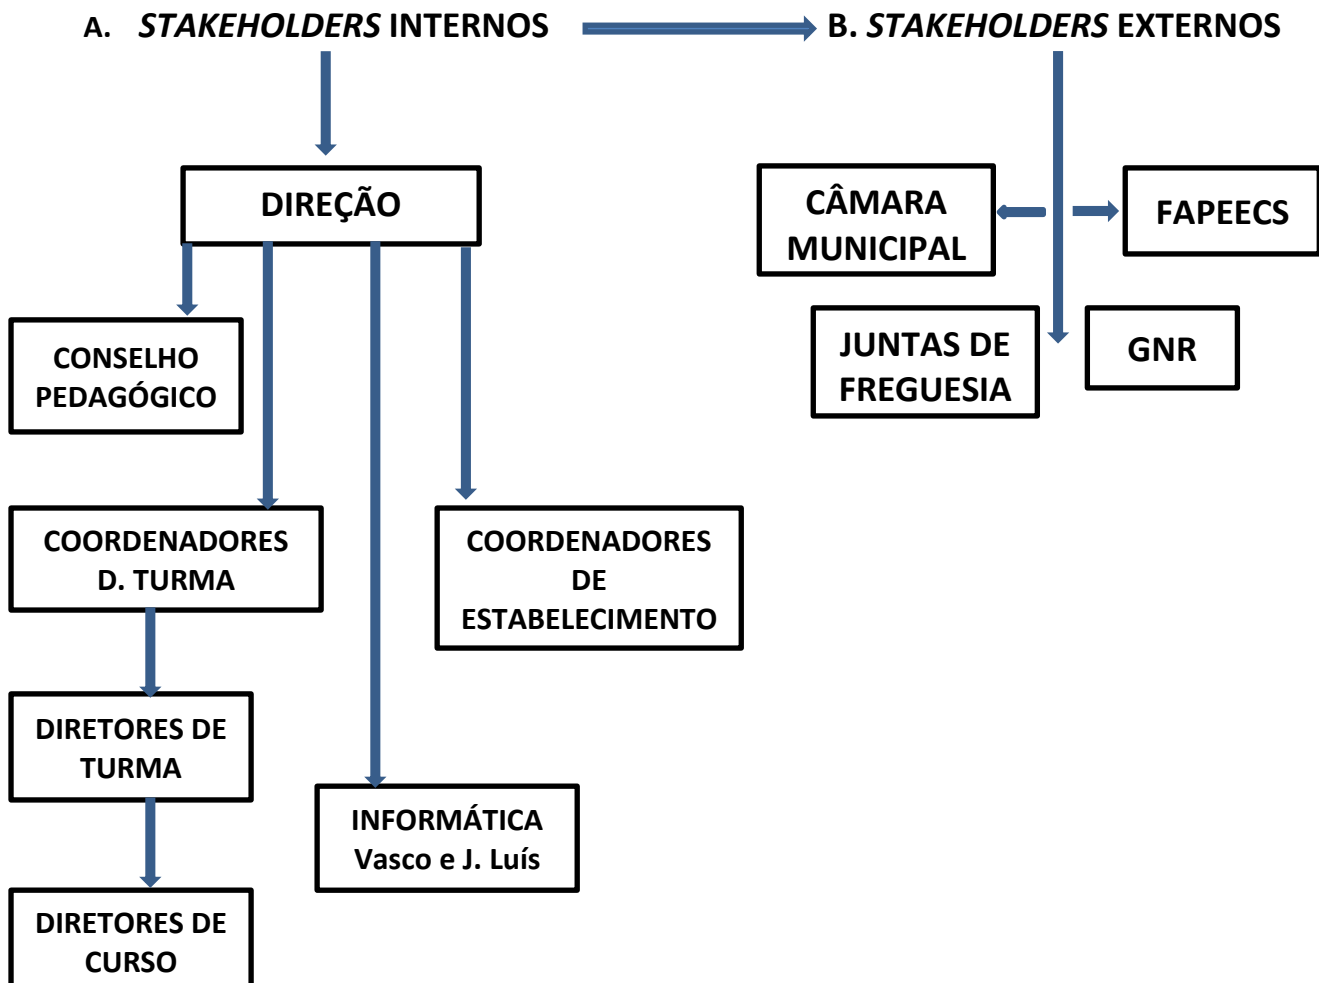 A. STAKEHOLDERS INTERNOS
B. STAKEHOLDERS EXTERNOS
DIREÇÃO
CÂMARA
MUNICIPAL
FAPEECS
CONSELHO
PEDAGÓGICO
JUNTAS DE
FREGUESIA
GNR
COORDENADORES
D. TURMA
COORDENADORES
DE
ESTABELECIMENTO
DIRETORES DE
TURMA
INFORMÁTICA
Vasco e J. Luís
DIRETORES DE
CURSO